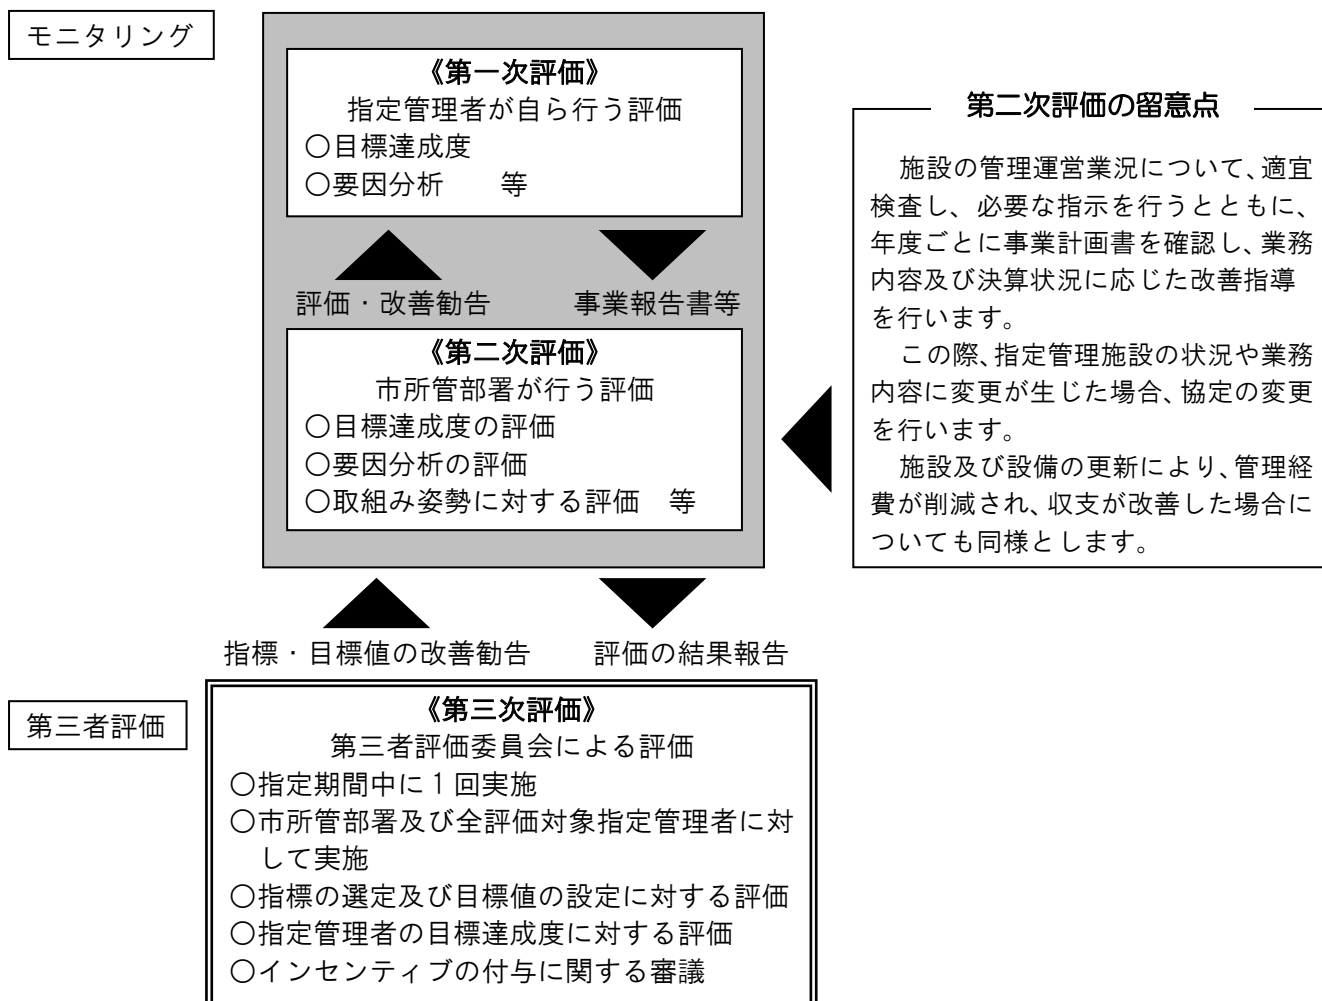 モニタリング
《第一次評価》
指定管理者が自ら行う評価
○目標達成度
○要因分析　　等
評価・改善勧告
事業報告書等
《第二次評価》
市所管部署が行う評価
○目標達成度の評価
○要因分析の評価
○取組み姿勢に対する評価　等
第二次評価の留意点
施設の管理運営業況について、適宜
検査し、必要な指示を行うとともに、
年度ごとに事業計画書を確認し、業務
内容及び決算状況に応じた改善指導
を行います。
この際、指定管理施設の状況や業務
内容に変更が生じた場合、協定の変更
を行います。
施設及び設備の更新により、管理経
費が削減され、収支が改善した場合に
ついても同様とします。
指標・目標値の改善勧告
評価の結果報告
第三者評価
《第三次評価》
第三者評価委員会による評価
○指定期間中に１回実施
○市所管部署及び全評価対象指定管理者に対
して実施
○指標の選定及び目標値の設定に対する評価
○指定管理者の目標達成度に対する評価
○インセンティブの付与に関する審議